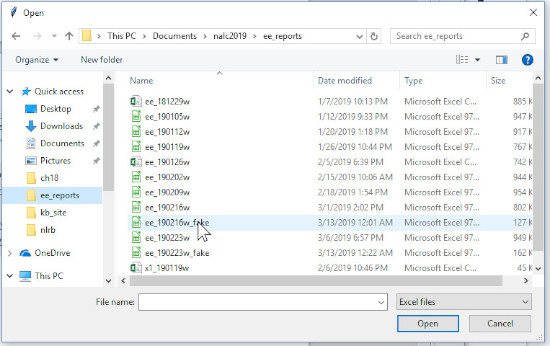 Open
This PC > Documents > nalc2019 > ee_reports
Search ee_reports
Organize New folder
Name Date modified Type Size
Quick access
Desktop
Downloads
Documents
Pictures
ch18
ee_reports
kb_site
nlrb
OneDrive
This PC
ee_181229w 1/7/2019 10:13 PM Microsoft Excel C... 885 K
ee_190105w 1/12/2019 9:33 PM Microsoft Excel 97... 947 K
ee_190112w 1/20/2019 1:18 PM Microsoft Excel 97... 917 K
ee_190119w 1/26/2019 10:44 PM Microsoft Excel 97... 767 K
ee_190126w 2/5/2019 6:39 PM Microsoft Excel C... 742 K
ee_190202w 2/15/2019 10:06 AM Microsoft Excel 97... 944 K
ee_190209w 2/18/2019 1:54 PM Microsoft Excel 97... 958 K
ee_190216w 3/1/2019 2:02 PM Microsoft Excel 97... 802 K
ee_190216w_fake 3/13/2019 12:01 AM Microsoft Excel 97... 127 K
ee_190223w 3/6/2019 6:57 PM Microsoft Excel 97... 949 K
ee_190223w_fake 3/13/2019 12:22 AM Microsoft Excel 97... 162 K
x1_190119w 2/6/2019 10:46 PM Microsoft Excel C... 45 K
File name: Excel files
Open Cancel